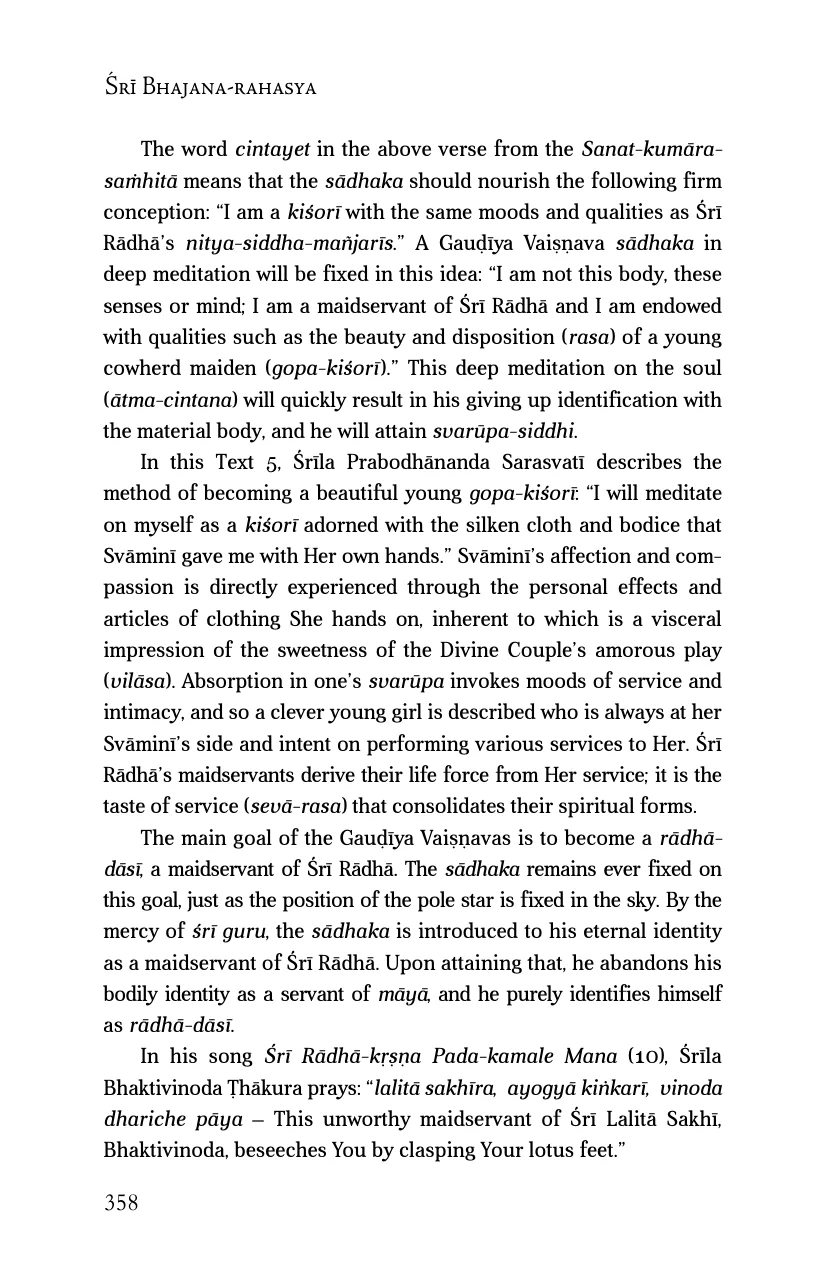 Śrī Bhajana-rahasya
The word cintayet in the above verse from the Sanat-kumāra-
saṁhitā means that the sādhaka should nourish the following firm
conception: “I am a kiśorī with the same moods and qualities as Śrī
Rādhā’s nitya-siddha-mañjarīs.” A Gauḍīya Vaiṣṇava sādhaka in
deep meditation will be fixed in this idea: “I am not this body, these
senses or mind; I am a maidservant of Śrī Rādhā and I am endowed
with qualities such as the beauty and disposition (rasa) of a young
cowherd maiden (gopa-kiśorī).” This deep meditation on the soul
(ātma-cintana) will quickly result in his giving up identification with
the material body, and he will attain svarūpa-siddhi.
In this Text 5, Śrīla Prabodhānanda Sarasvatī describes the
method of becoming a beautiful young gopa-kiśorī: “I will meditate
on myself as a kiśorī adorned with the silken cloth and bodice that
Svāminī gave me with Her own hands.” Svāminī’s affection and com-
passion is directly experienced through the personal effects and
articles of clothing She hands on, inherent to which is a visceral
impression of the sweetness of the Divine Couple’s amorous play
(vilāsa). Absorption in one’s svarūpa invokes moods of service and
intimacy, and so a clever young girl is described who is always at her
Svāminī’s side and intent on performing various services to Her. Śrī
Rādhā’s maidservants derive their life force from Her service; it is the
taste of service (sevā-rasa) that consolidates their spiritual forms.
The main goal of the Gauḍīya Vaiṣṇavas is to become a rādhā-
dāsī, a maidservant of Śrī Rādhā. The sādhaka remains ever fixed on
this goal, just as the position of the pole star is fixed in the sky. By the
mercy of śrī guru, the sādhaka is introduced to his eternal identity
as a maidservant of Śrī Rādhā. Upon attaining that, he abandons his
bodily identity as a servant of māyā, and he purely identifies himself
as rādhā-dāsī.
In his song Śrī Rādhā-kṛṣṇa Pada-kamale Mana (10), Śrīla
Bhaktivinoda Ṭhākura prays: “lalitā sakhīra, ayogyā kiṅkarī, vinoda
dhariche pāya – This unworthy maidservant of Śrī Lalitā Sakhī,
Bhaktivinoda, beseeches You by clasping Your lotus feet.”
358